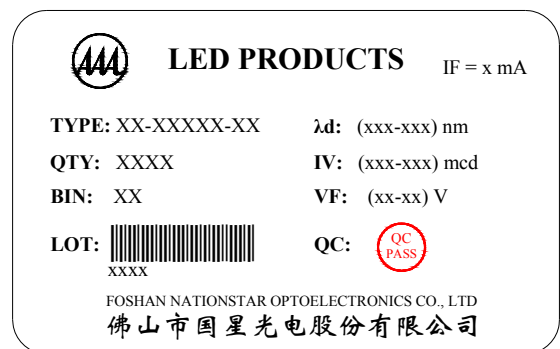 LED PRODUCTS IF = x mA
TYPE: XX-XXXXX-XX λd: (xxx-xxx) nm
QTY: XXXX IV: (xxx-xxx) mcd
BIN: XX VF: (xx-xx) V
LOT: QC: QC PASS
XXXX
FOSHAN NATIONSTAR OPTOELECTRONICS CO., LTD
佛山市国星光电股份有限公司